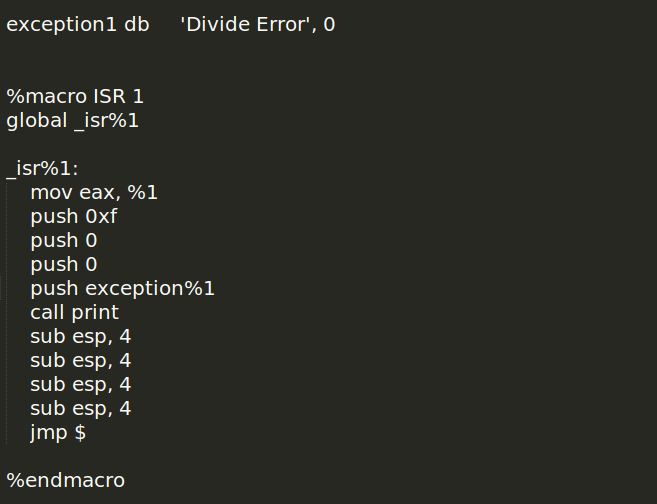 exception1 db     'Divide Error', 0
%macro ISR 1
global _isr%1
_isr%1:
    mov eax, %1
    push 0xf
    push 0
    push 0
    push exception%1
    call print
    sub esp, 4
    sub esp, 4
    sub esp, 4
    sub esp, 4
    jmp $
%endmacro